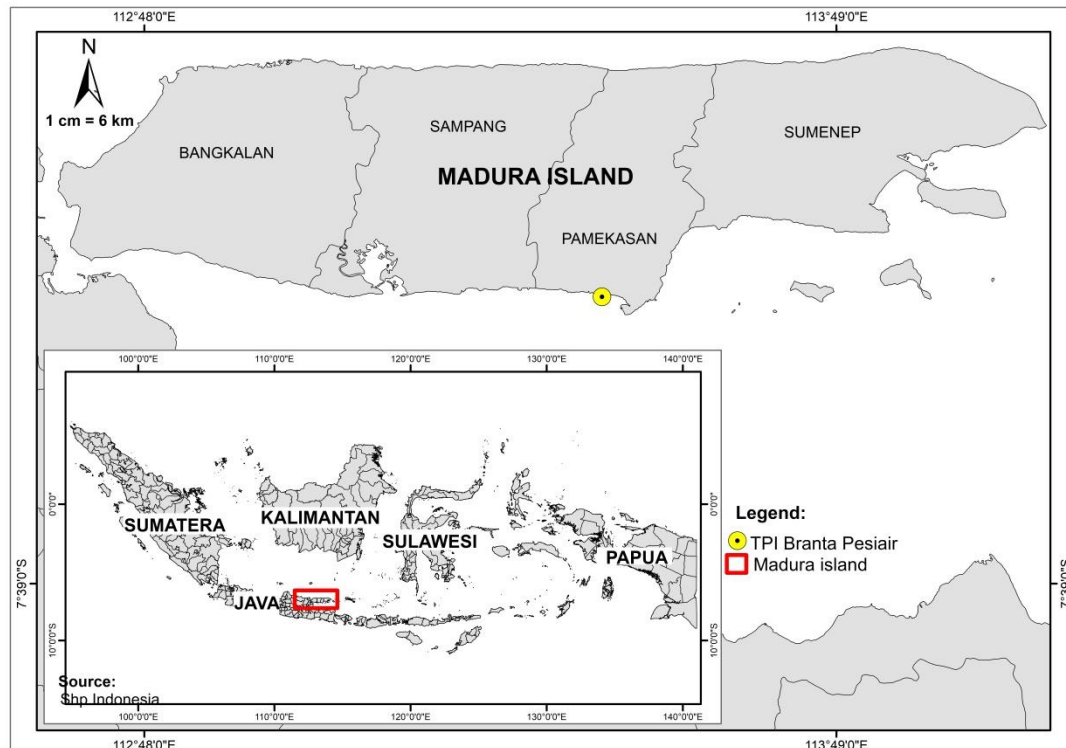 112°48'0"E 113°49'0"E
N
1 cm = 6 km
BANGKALAN
SAMPANG
SUMENEP
MADURA ISLAND
PAMEKASAN
100°0'0"E 110°0'0"E 120°0'0"E 130°0'0"E 140°0'0"E
0°0'0" 0°0'0"
SUMATERA
KALIMANTAN
SULAWESI
PAPUA
JAVA
7°39'0"S 7°39'0"S
10°0'0"S 10°0'0"S
Legend:
TPI Branta Pesiair
Madura island
Source:
Shp Indonesia
100°0'0"E 110°0'0"E 120°0'0"E 130°0'0"E 140°0'0"E
112°48'0"E 113°49'0"E